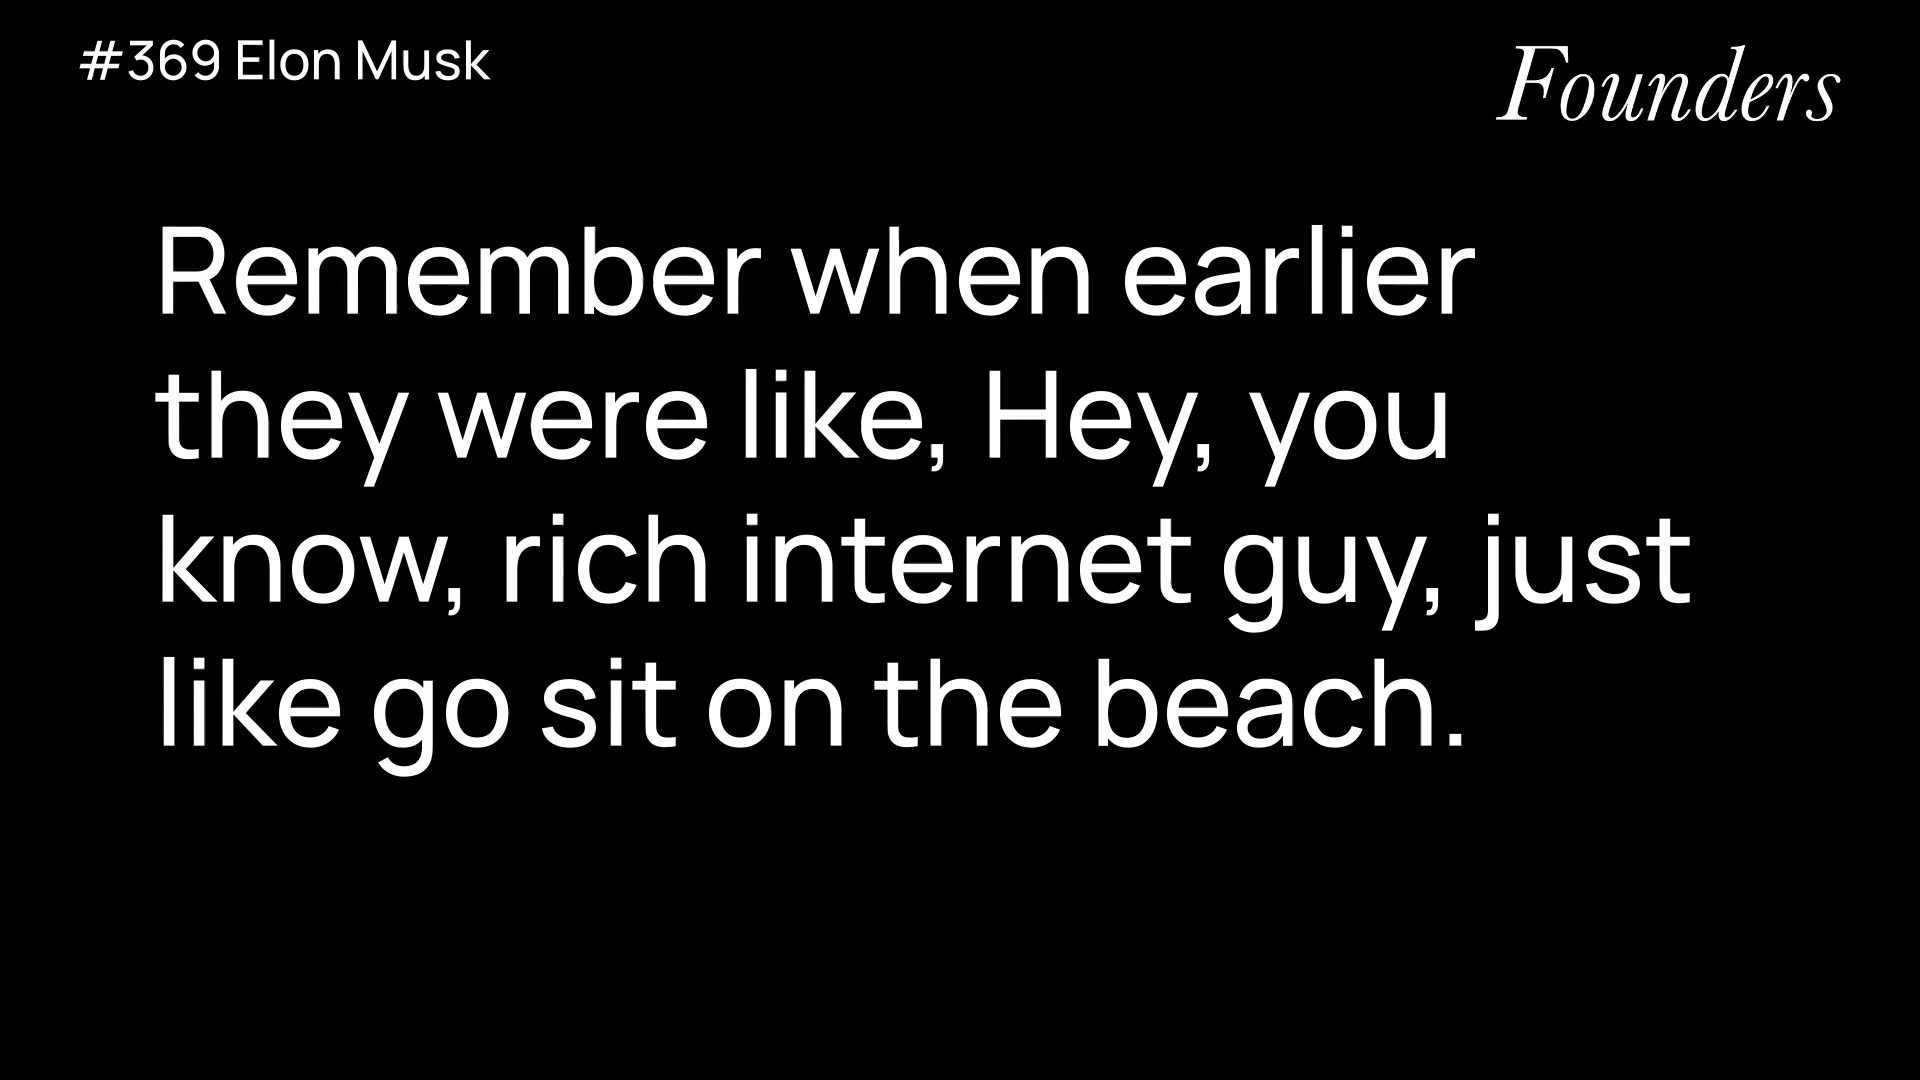 #369 Elon Musk
Founders
Remember when earlier
they were like, Hey, you
know, rich internet guy, just
like go sit on the beach.